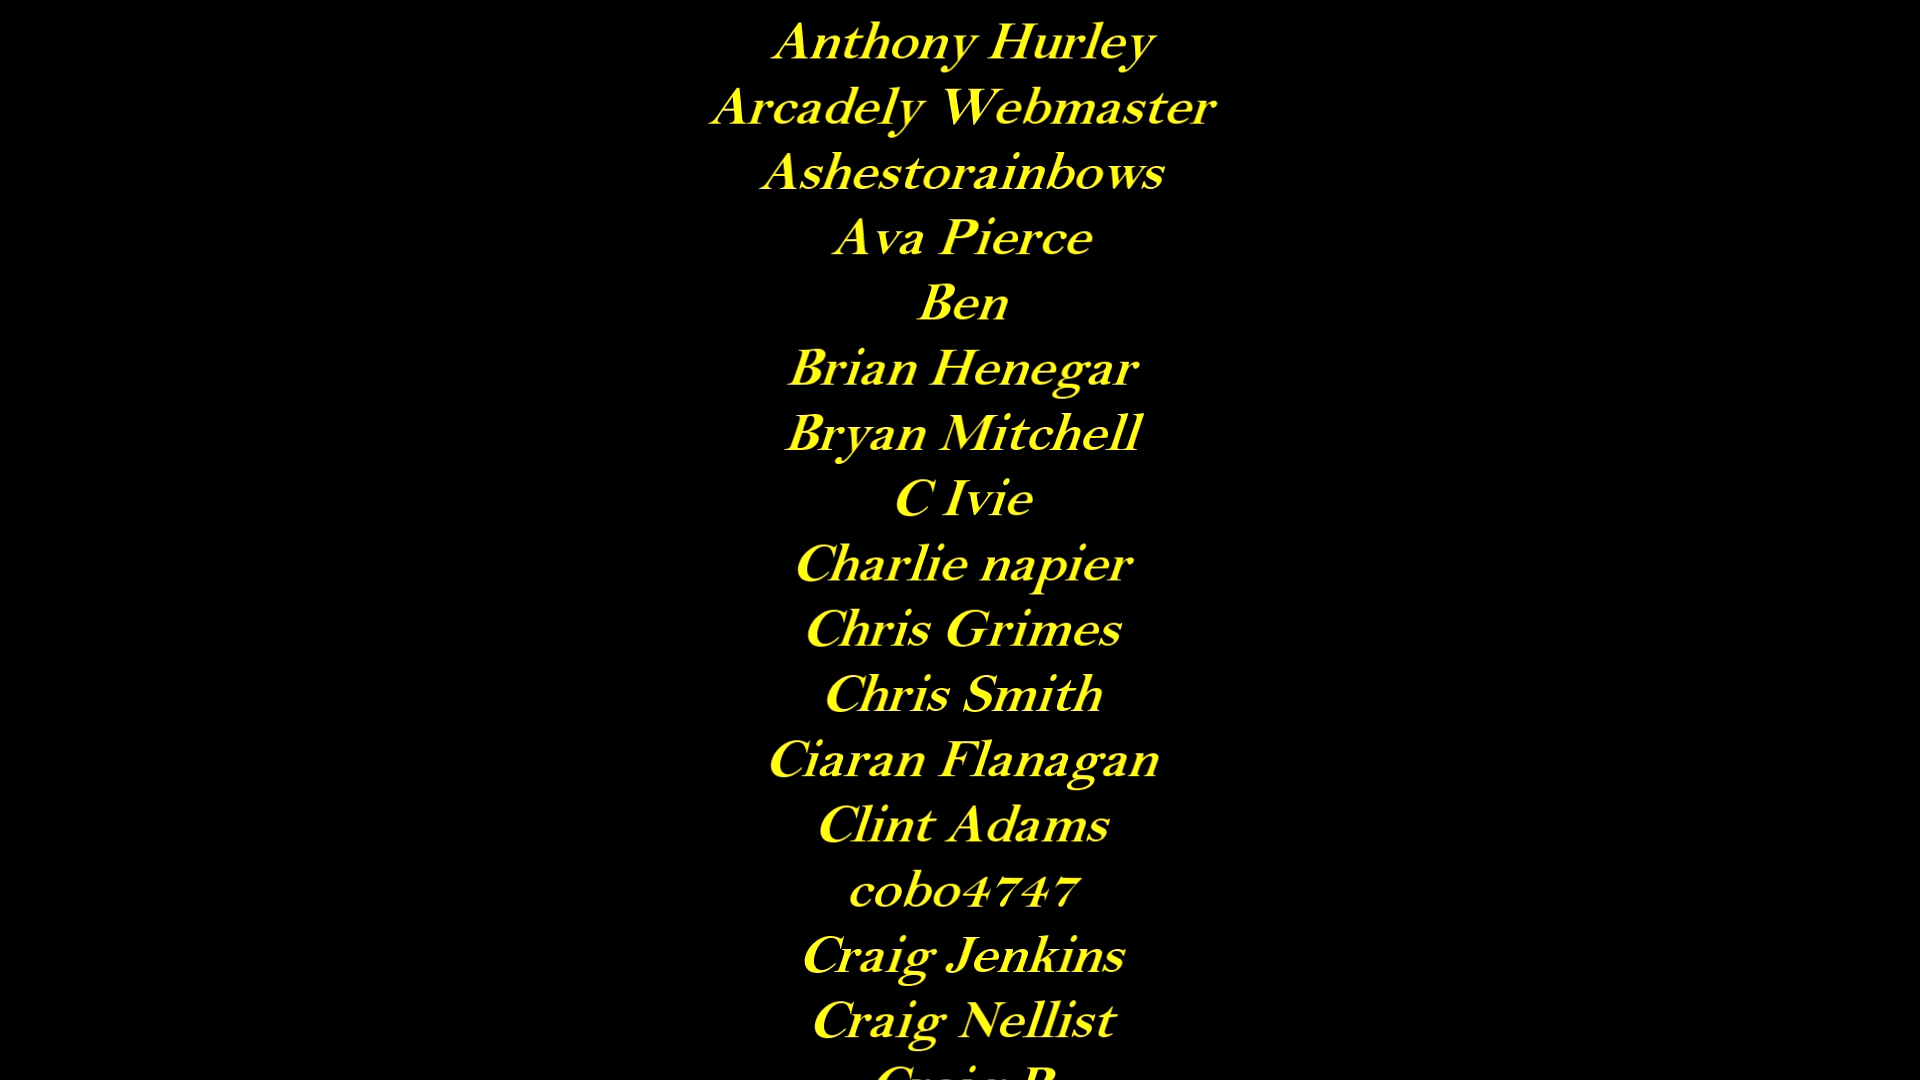 Anthony Hurley
Arcadely Webmaster
Ashestorainbows
Ava Pierce
Ben
Brian Henegar
Bryan Mitchell
C Ivie
Charlie napier
Chris Grimes
Chris Smith
Ciaran Flanagan
Clint Adams
cobo4747
Craig Jenkins
Craig Nellist